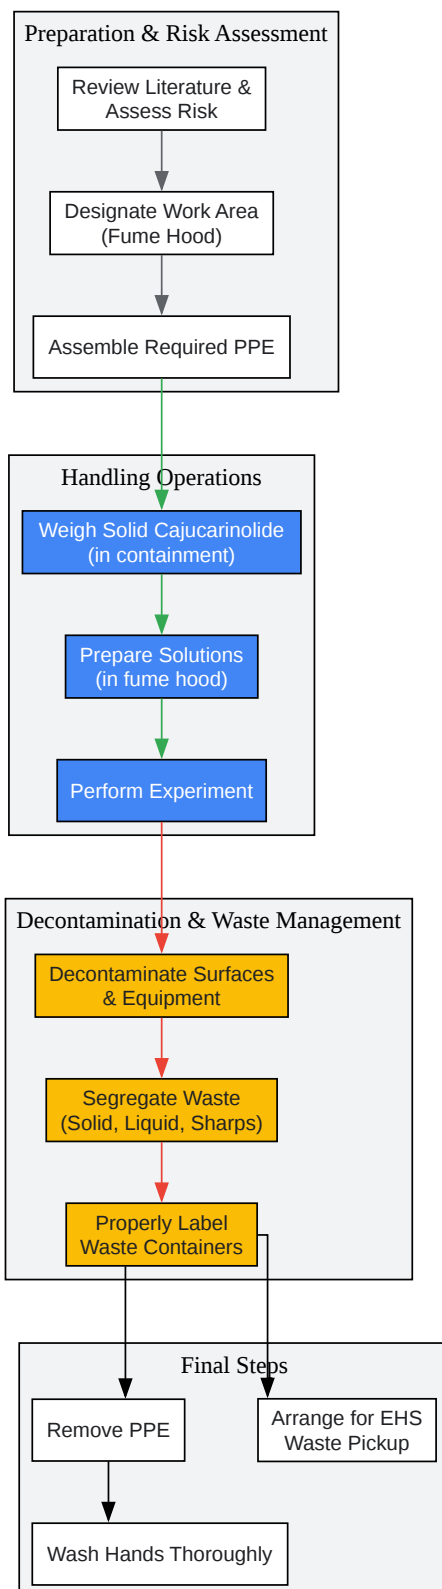 Preparation & Risk Assessment
Review Literature &
Assess Risk
Designate Work Area
(Fume Hood)
Assemble Required PPE
Handling Operations
Weigh Solid Cajucarinolide
(in containment)
Prepare Solutions
(in fume hood)
Perform Experiment
Decontamination & Waste Management
Decontaminate Surfaces
& Equipment
Segregate Waste
(Solid, Liquid, Sharps)
Properly Label
Waste Containers
Final Steps
Remove PPE
Arrange for EHS
Waste Pickup
Wash Hands Thoroughly